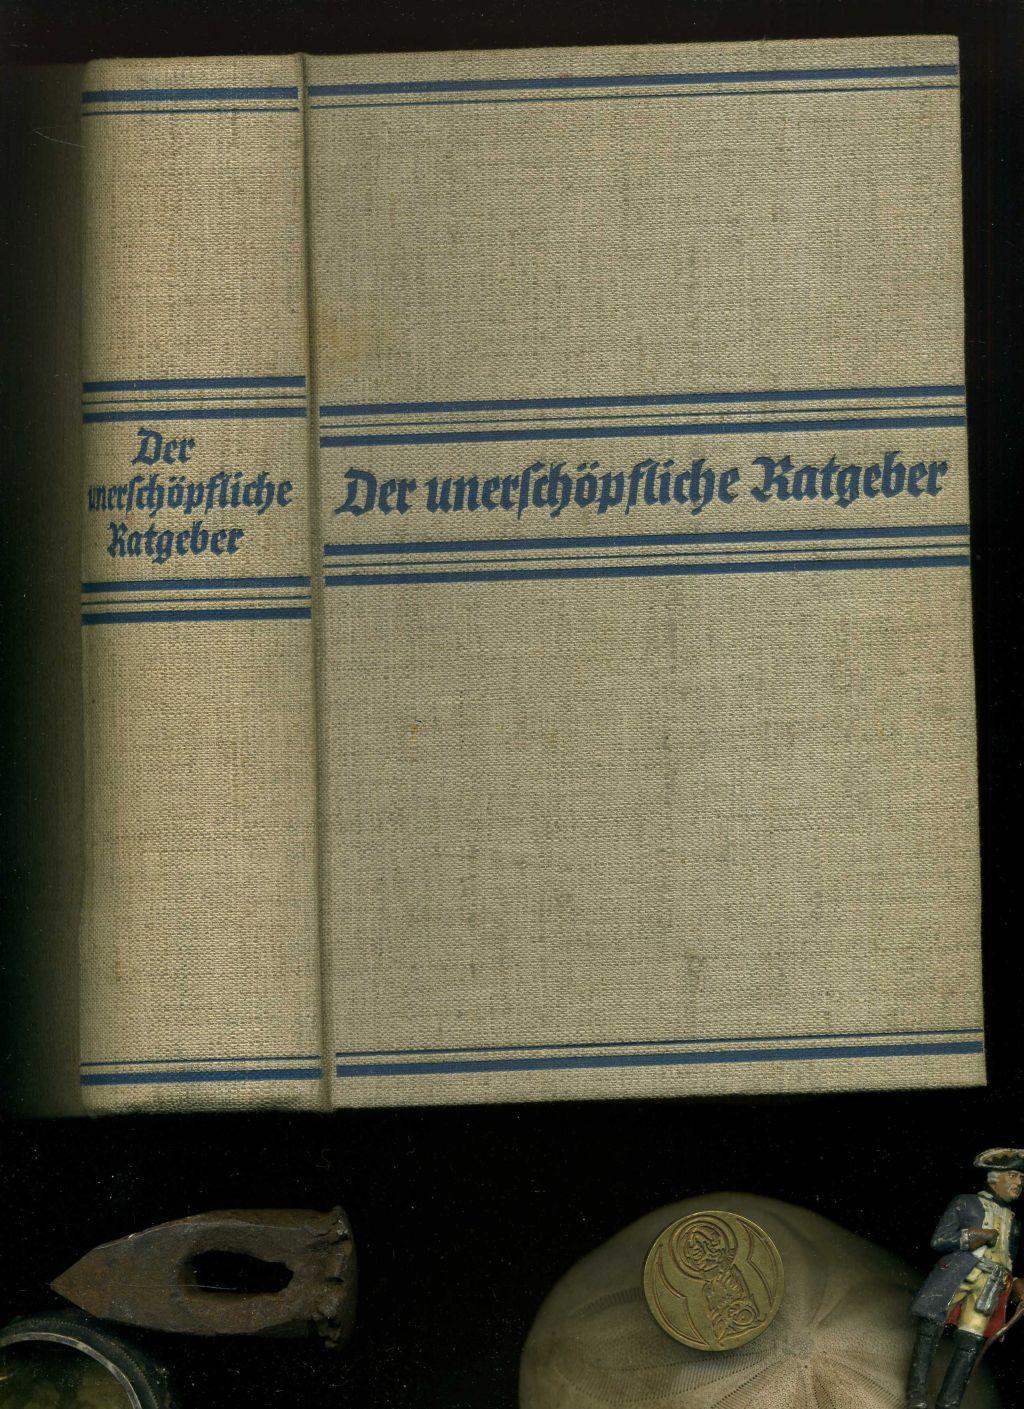 Der
unerſchöpfliche
Ratgeber
Der unerſchöpfliche Ratgeber